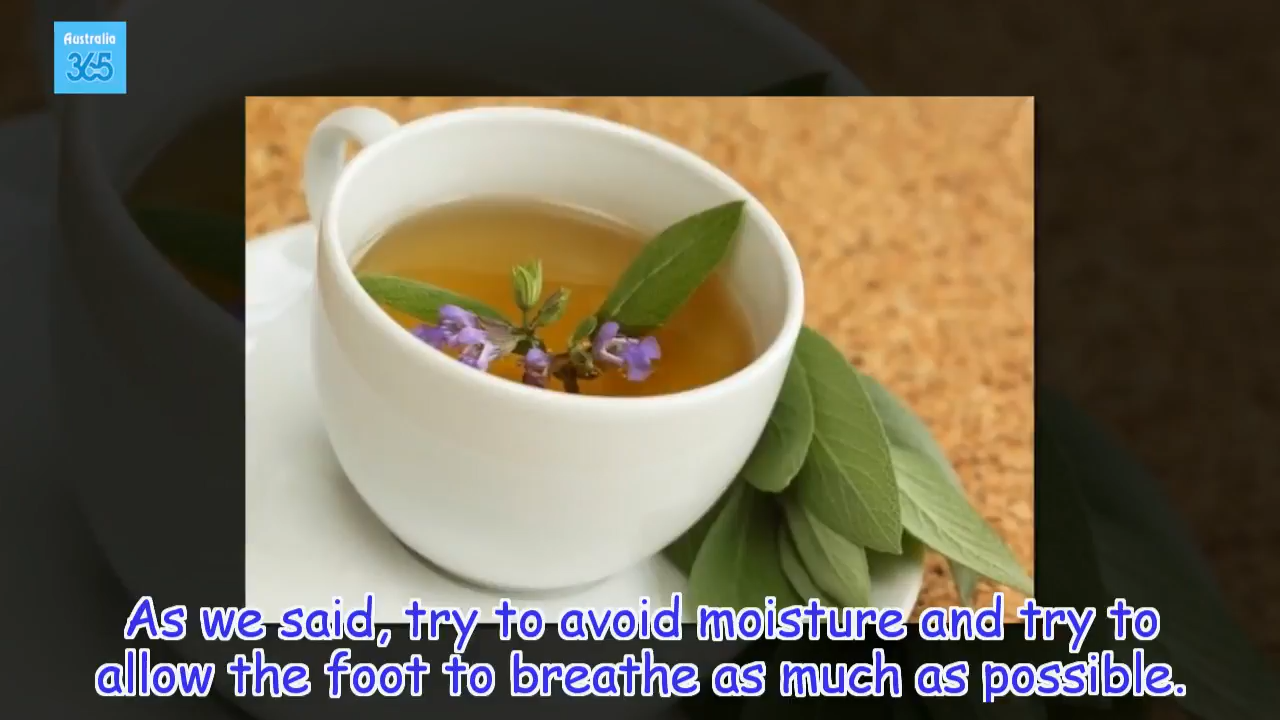 Australia
365
As we said, try to avoid moisture and try to
allow the foot to breathe as much as possible.